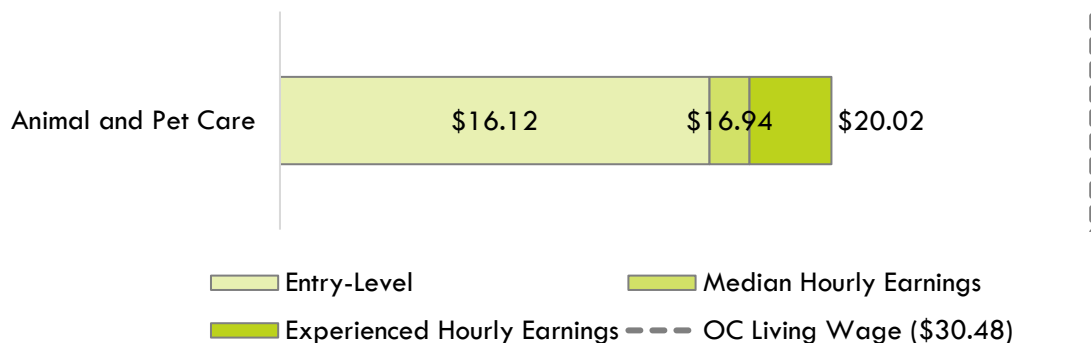 Animal and Pet Care $16.12 $16.94 $20.02
Entry-Level Median Hourly Earnings
Experienced Hourly Earnings OC Living Wage ($30.48)